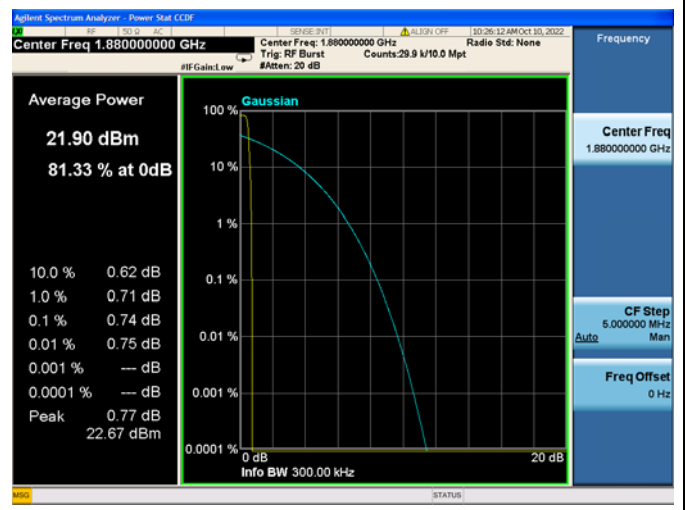 Agilent Spectrum Analyzer - Power Stat CCDF
RF 50 Ω AC SENSE:INT ALIGN OFF 10:26:12 AM Oct 10, 2022
Center Freq 1.880000000 GHz
Center Freq: 1.880000000 GHz Radio Std: None
Trig: RF Burst Counts:29.9 k/10.0 Mpt
#IFGain:Low #Atten: 20 dB
Frequency
Average Power
21.90 dBm
81.33 % at 0dB
10.0 % 0.62 dB
1.0 % 0.71 dB
0.1 % 0.74 dB
0.01 % 0.75 dB
0.001 % --- dB
0.0001 % --- dB
Peak 0.77 dB
22.67 dBm
Gaussian
100 %
10 %
1 %
0.1 %
0.01 %
0.001 %
0.0001 %
0 dB 20 dB
Info BW 300.00 kHz
Center Freq
1.880000000 GHz
CF Step
5.000000 MHz
Auto Man
Freq Offset
0 Hz
MSG STATUS